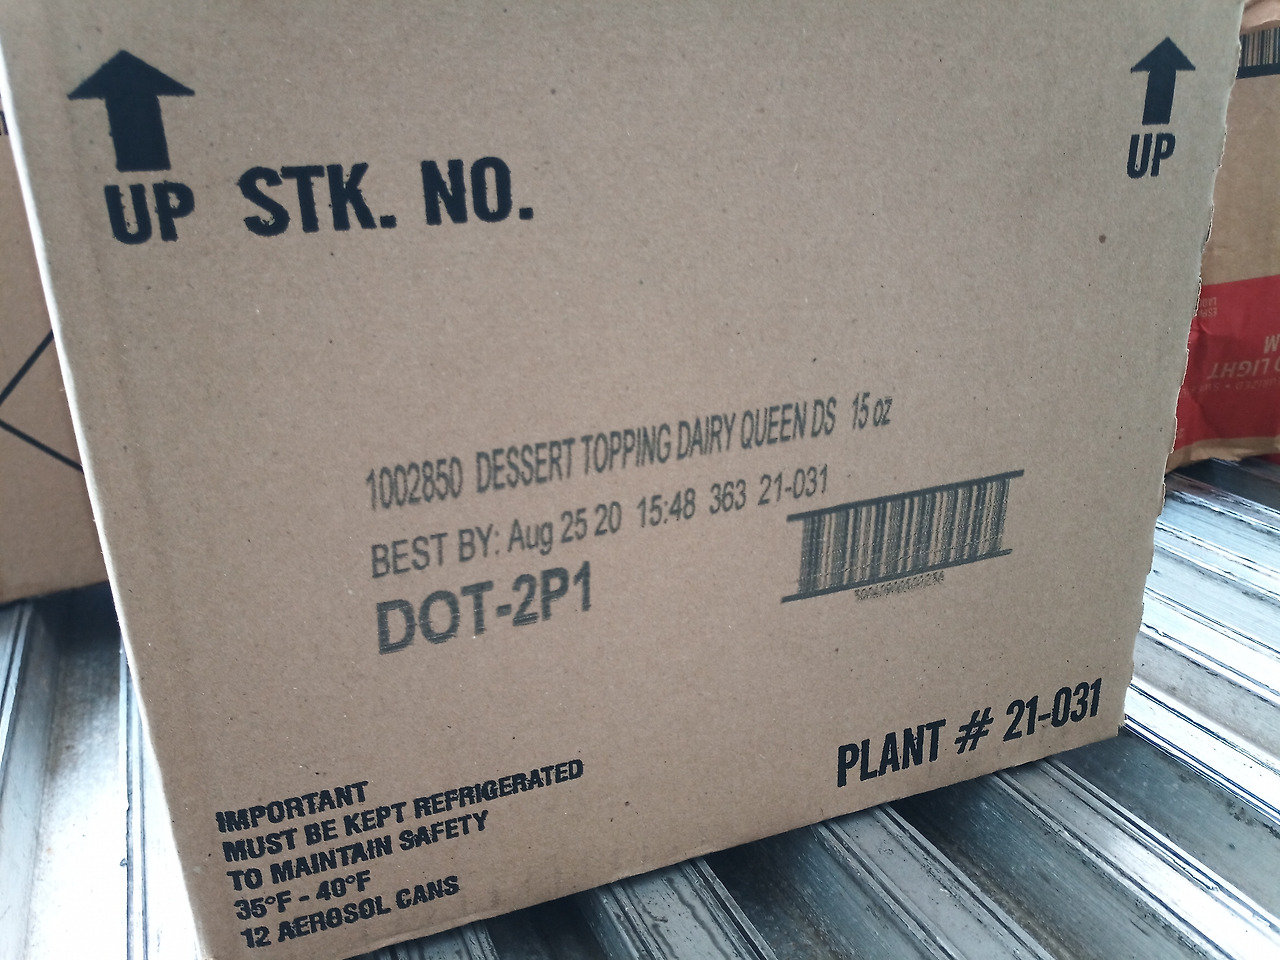 UP
UP
STK. NO.
1002850 DESSERT TOPPING DAIRY QUEEN DS 15 oz
BEST BY: Aug 25 20 15:48 363 21-031
DOT-2P1
PLANT # 21-031
IMPORTANT
MUST BE KEPT REFRIGERATED
TO MAINTAIN SAFETY
35°F - 40°F
12 AEROSOL CANS
LIGHT